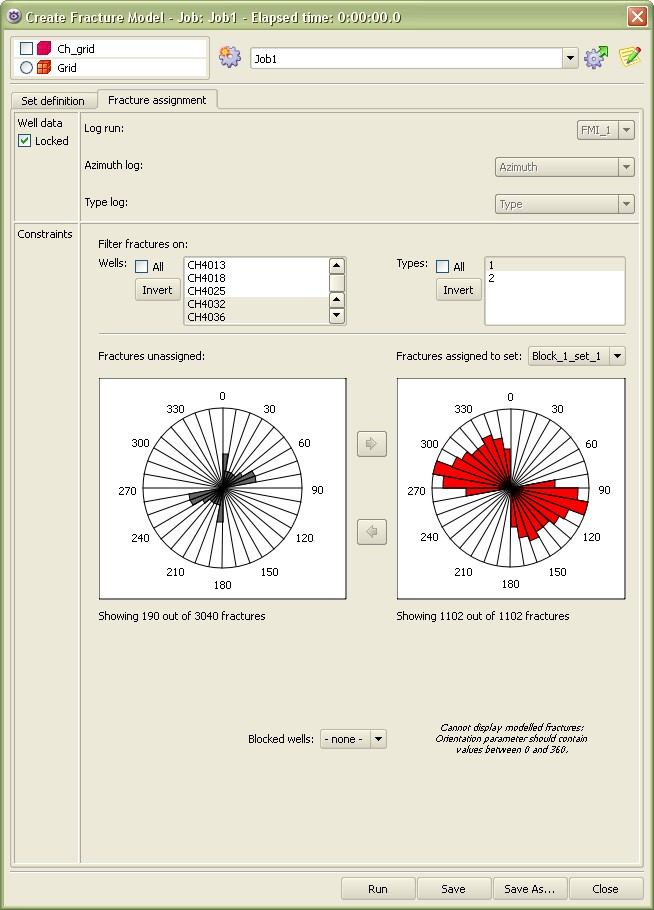 Create Fracture Model - Job: Job1 - Elapsed time: 0:00:00.0
Ch_grid
Grid
Job1
Set definition
Fracture assignment
Well data
Locked
Log run:
FMI_1
Azimuth log:
Azimuth
Type log:
Type
Constraints
Filter fractures on:
Wells:
All
Invert
CH4013
CH4018
CH4025
CH4032
CH4036
Types:
All
Invert
1
2
Fractures unassigned:
Fractures assigned to set:
Block_1_set_1
0
30
60
90
120
150
180
210
240
270
300
330
0
30
60
90
120
150
180
210
240
270
300
330
Showing 190 out of 3040 fractures
Showing 1102 out of 1102 fractures
Blocked wells:
- none -
Cannot display modelled fractures:
Orientation parameter should contain
values between 0 and 360.
Run
Save
Save As...
Close